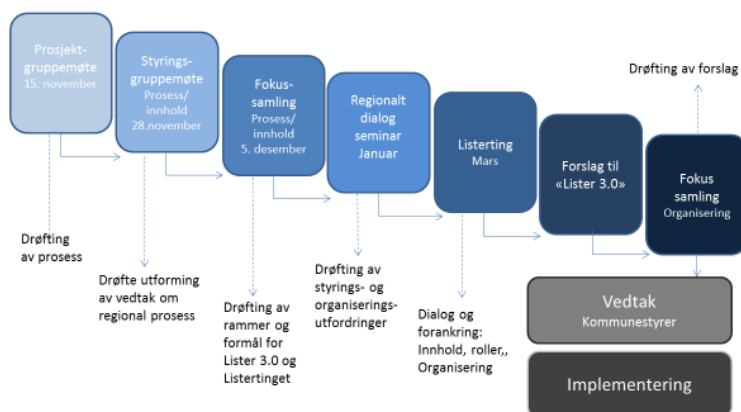 Prosjekt-
gruppemøte
15. november
Styrings-
gruppemøte
Prosess/
innhold
28.november
Fokus-
samling
Prosess/
innhold
5. desember
Regionalt
dialog
seminar
Januar
Listerting
Mars
Forslag til
«Lister 3.0»
Fokus
samling
Organisering
Drøfting av forslag
Drøfting
av prosess
Drøfte utforming
av vedtak om
regional prosess
Drøfting av
rammer og
formål for
Lister 3.0 og
Listertinget
Drøfting av
styrings- og
organiserings-
utfordringer
Dialog og
forankring:
Innhold, roller,,
Organisering
Vedtak
Kommunestyrer
Implementering